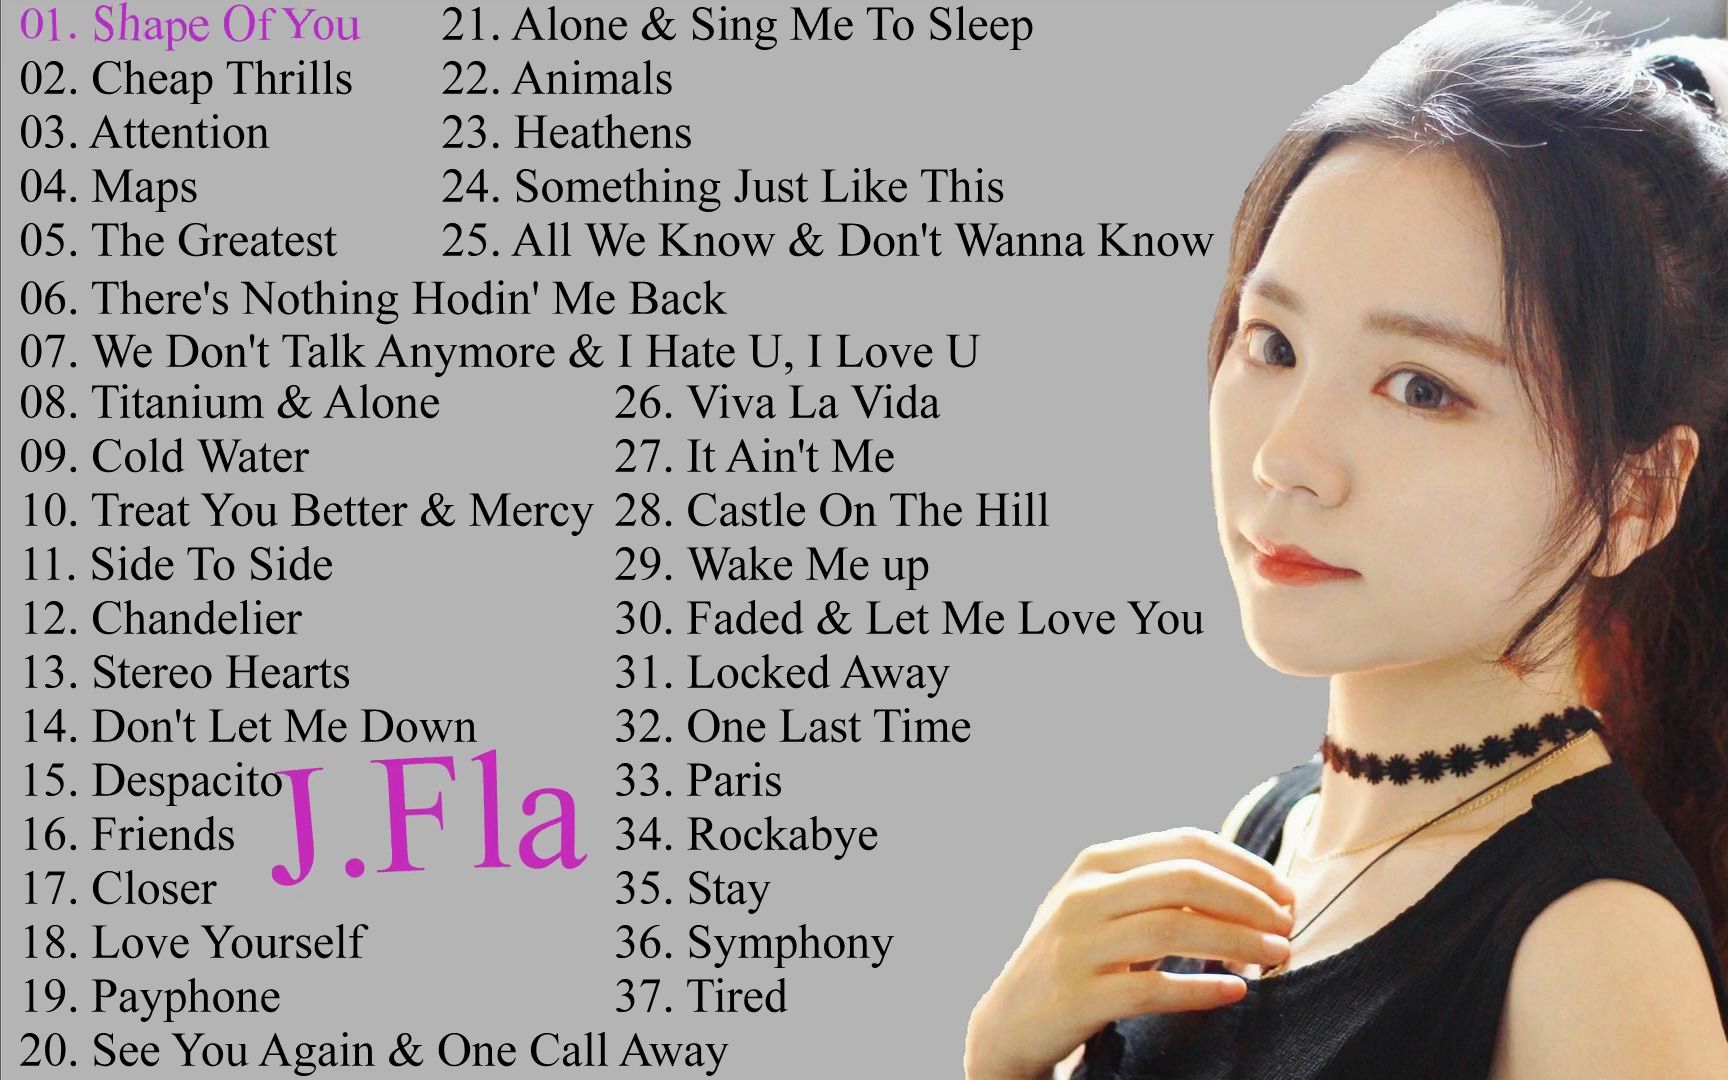 01. Shape Of You
02. Cheap Thrills
03. Attention
04. Maps
05. The Greatest
06. There's Nothing Hodin' Me Back
07. We Don't Talk Anymore & I Hate U, I Love U
08. Titanium & Alone
09. Cold Water
10. Treat You Better & Mercy
11. Side To Side
12. Chandelier
13. Stereo Hearts
14. Don't Let Me Down
15. Despacito
16. Friends
17. Closer
18. Love Yourself
19. Payphone
20. See You Again & One Call Away
21. Alone & Sing Me To Sleep
22. Animals
23. Heathens
24. Something Just Like This
25. All We Know & Don't Wanna Know
26. Viva La Vida
27. It Ain't Me
28. Castle On The Hill
29. Wake Me up
30. Faded & Let Me Love You
31. Locked Away
32. One Last Time
33. Paris
34. Rockabye
35. Stay
36. Symphony
37. Tired
J.Fla